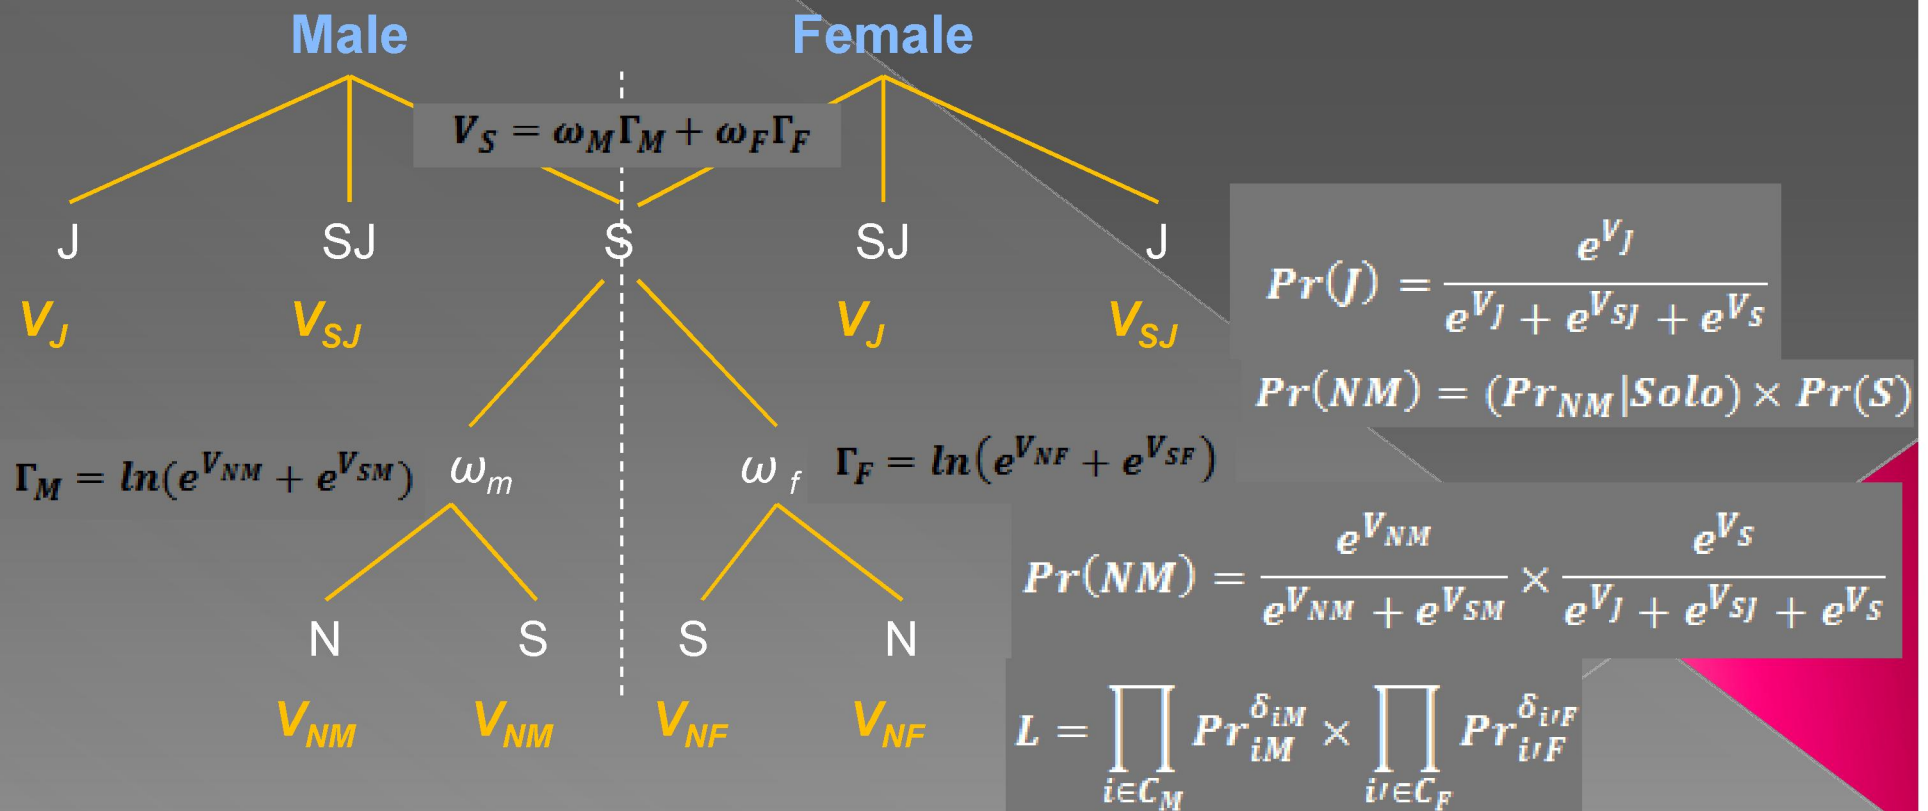 Male Female
V_S = ω_M Γ_M + ω_F Γ_F
J SJ S SJ J
V_J V_SJ V_J V_SJ
Pr(J) = e^{V_J} / (e^{V_J} + e^{V_SJ} + e^{V_S})
Pr(NM) = (Pr_{NM}|Solo) × Pr(S)
Γ_M = ln(e^{V_NM} + e^{V_SM}) ω_m ω_f Γ_F = ln(e^{V_NF} + e^{V_SF})
Pr(NM) = e^{V_NM} / (e^{V_NM} + e^{V_SM}) × e^{V_S} / (e^{V_J} + e^{V_SJ} + e^{V_S})
N S S N
V_NM V_NM V_NF V_NF
L = ∏_{i∈C_M} Pr_{iM}^{δ_{iM}} × ∏_{i′∈C_F} Pr_{i′F}^{δ_{i′F}}